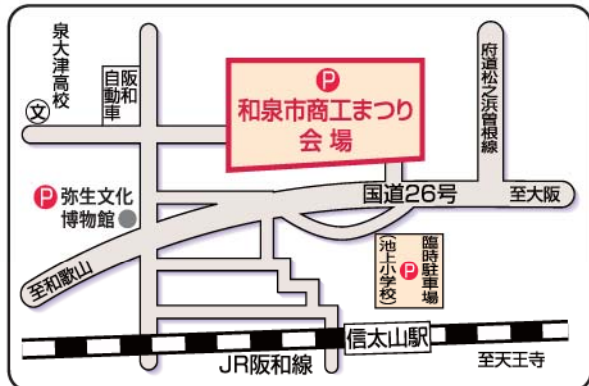 泉大津高校
文
阪和
自動車
P
和泉市商工まつり
会場
府道松之浜曽根線
P 弥生文化
博物館
国道26号
至大阪
至和歌山
臨時駐車場
P
(池上小学校)
信太山駅
JR阪和線
至天王寺